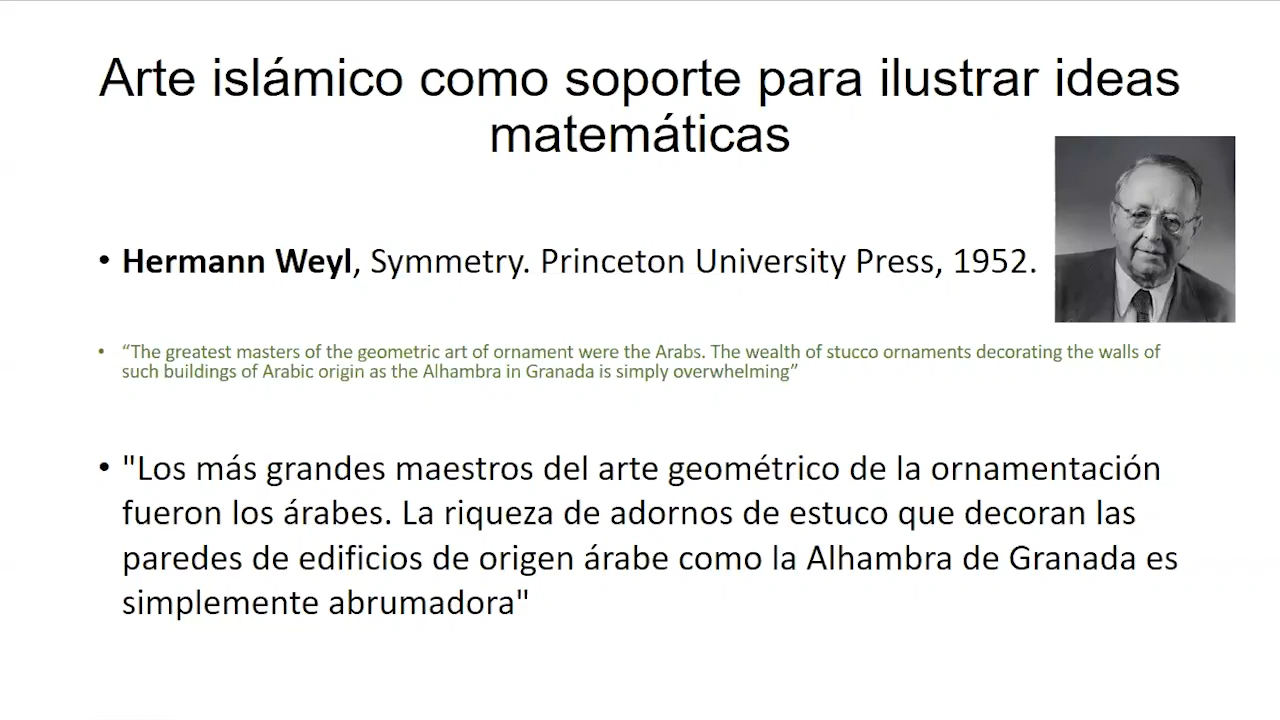 Arte islámico como soporte para ilustrar ideas
matemáticas
• Hermann Weyl, Symmetry. Princeton University Press, 1952.
• “The greatest masters of the geometric art of ornament were the Arabs. The wealth of stucco ornaments decorating the walls of
such buildings of Arabic origin as the Alhambra in Granada is simply overwhelming”
• "Los más grandes maestros del arte geométrico de la ornamentación
fueron los árabes. La riqueza de adornos de estuco que decoran las
paredes de edificios de origen árabe como la Alhambra de Granada es
simplemente abrumadora"